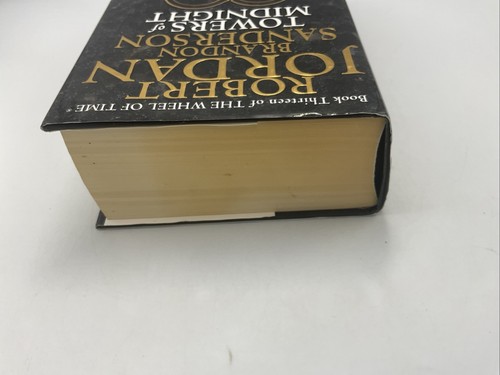 Book Thirteen of THE WHEEL OF TIME®
ROBERT
JORDAN
BRANDON
SANDERSON
TOWERS of
MIDNIGHT